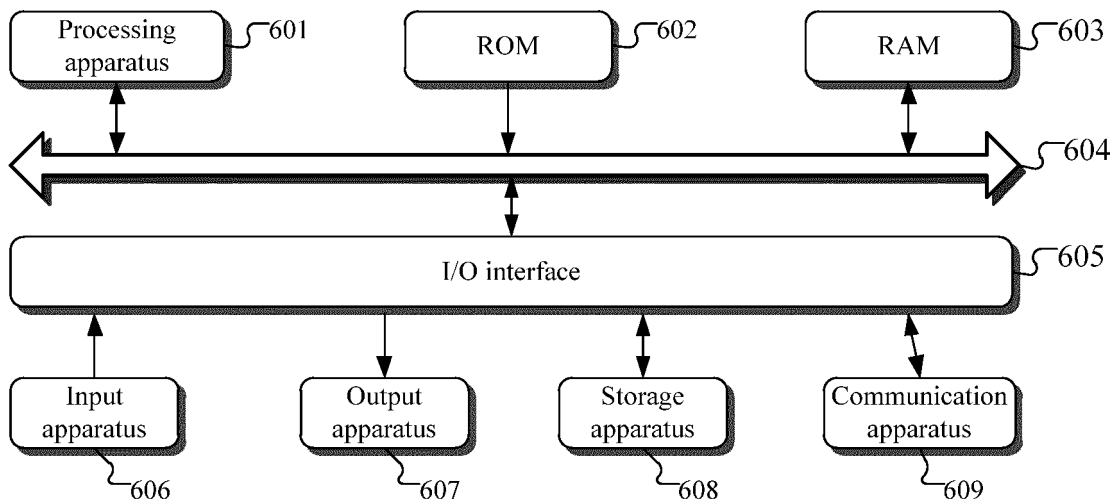 Processing
apparatus
601
ROM
602
RAM
603
604
I/O interface
605
Input
apparatus
606
Output
apparatus
607
Storage
apparatus
608
Communication
apparatus
609